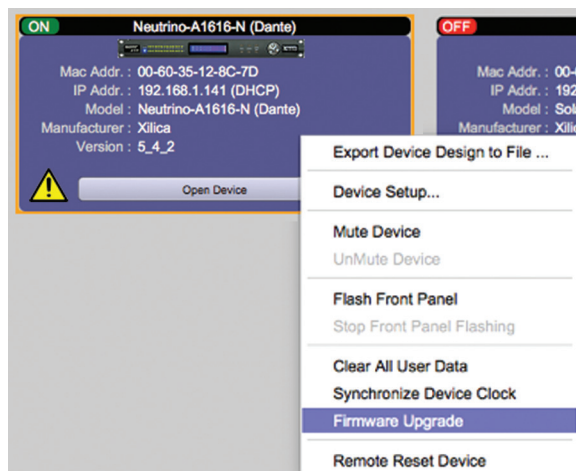 ON
Neutrino-A1616-N (Dante)
Mac Addr. : 00-60-35-12-8C-7D
IP Addr. : 192.168.1.141 (DHCP)
Model : Neutrino-A1616-N (Dante)
Manufacturer : Xilica
Version : 5_4_2
Open Device
OFF
Mac Addr. : 00-
IP Addr. : 192
Model :
Manufacturer :
Export Device Design to File ...
Device Setup...
Mute Device
UnMute Device
Flash Front Panel
Stop Front Panel Flashing
Clear All User Data
Synchronize Device Clock
Firmware Upgrade
Remote Reset Device